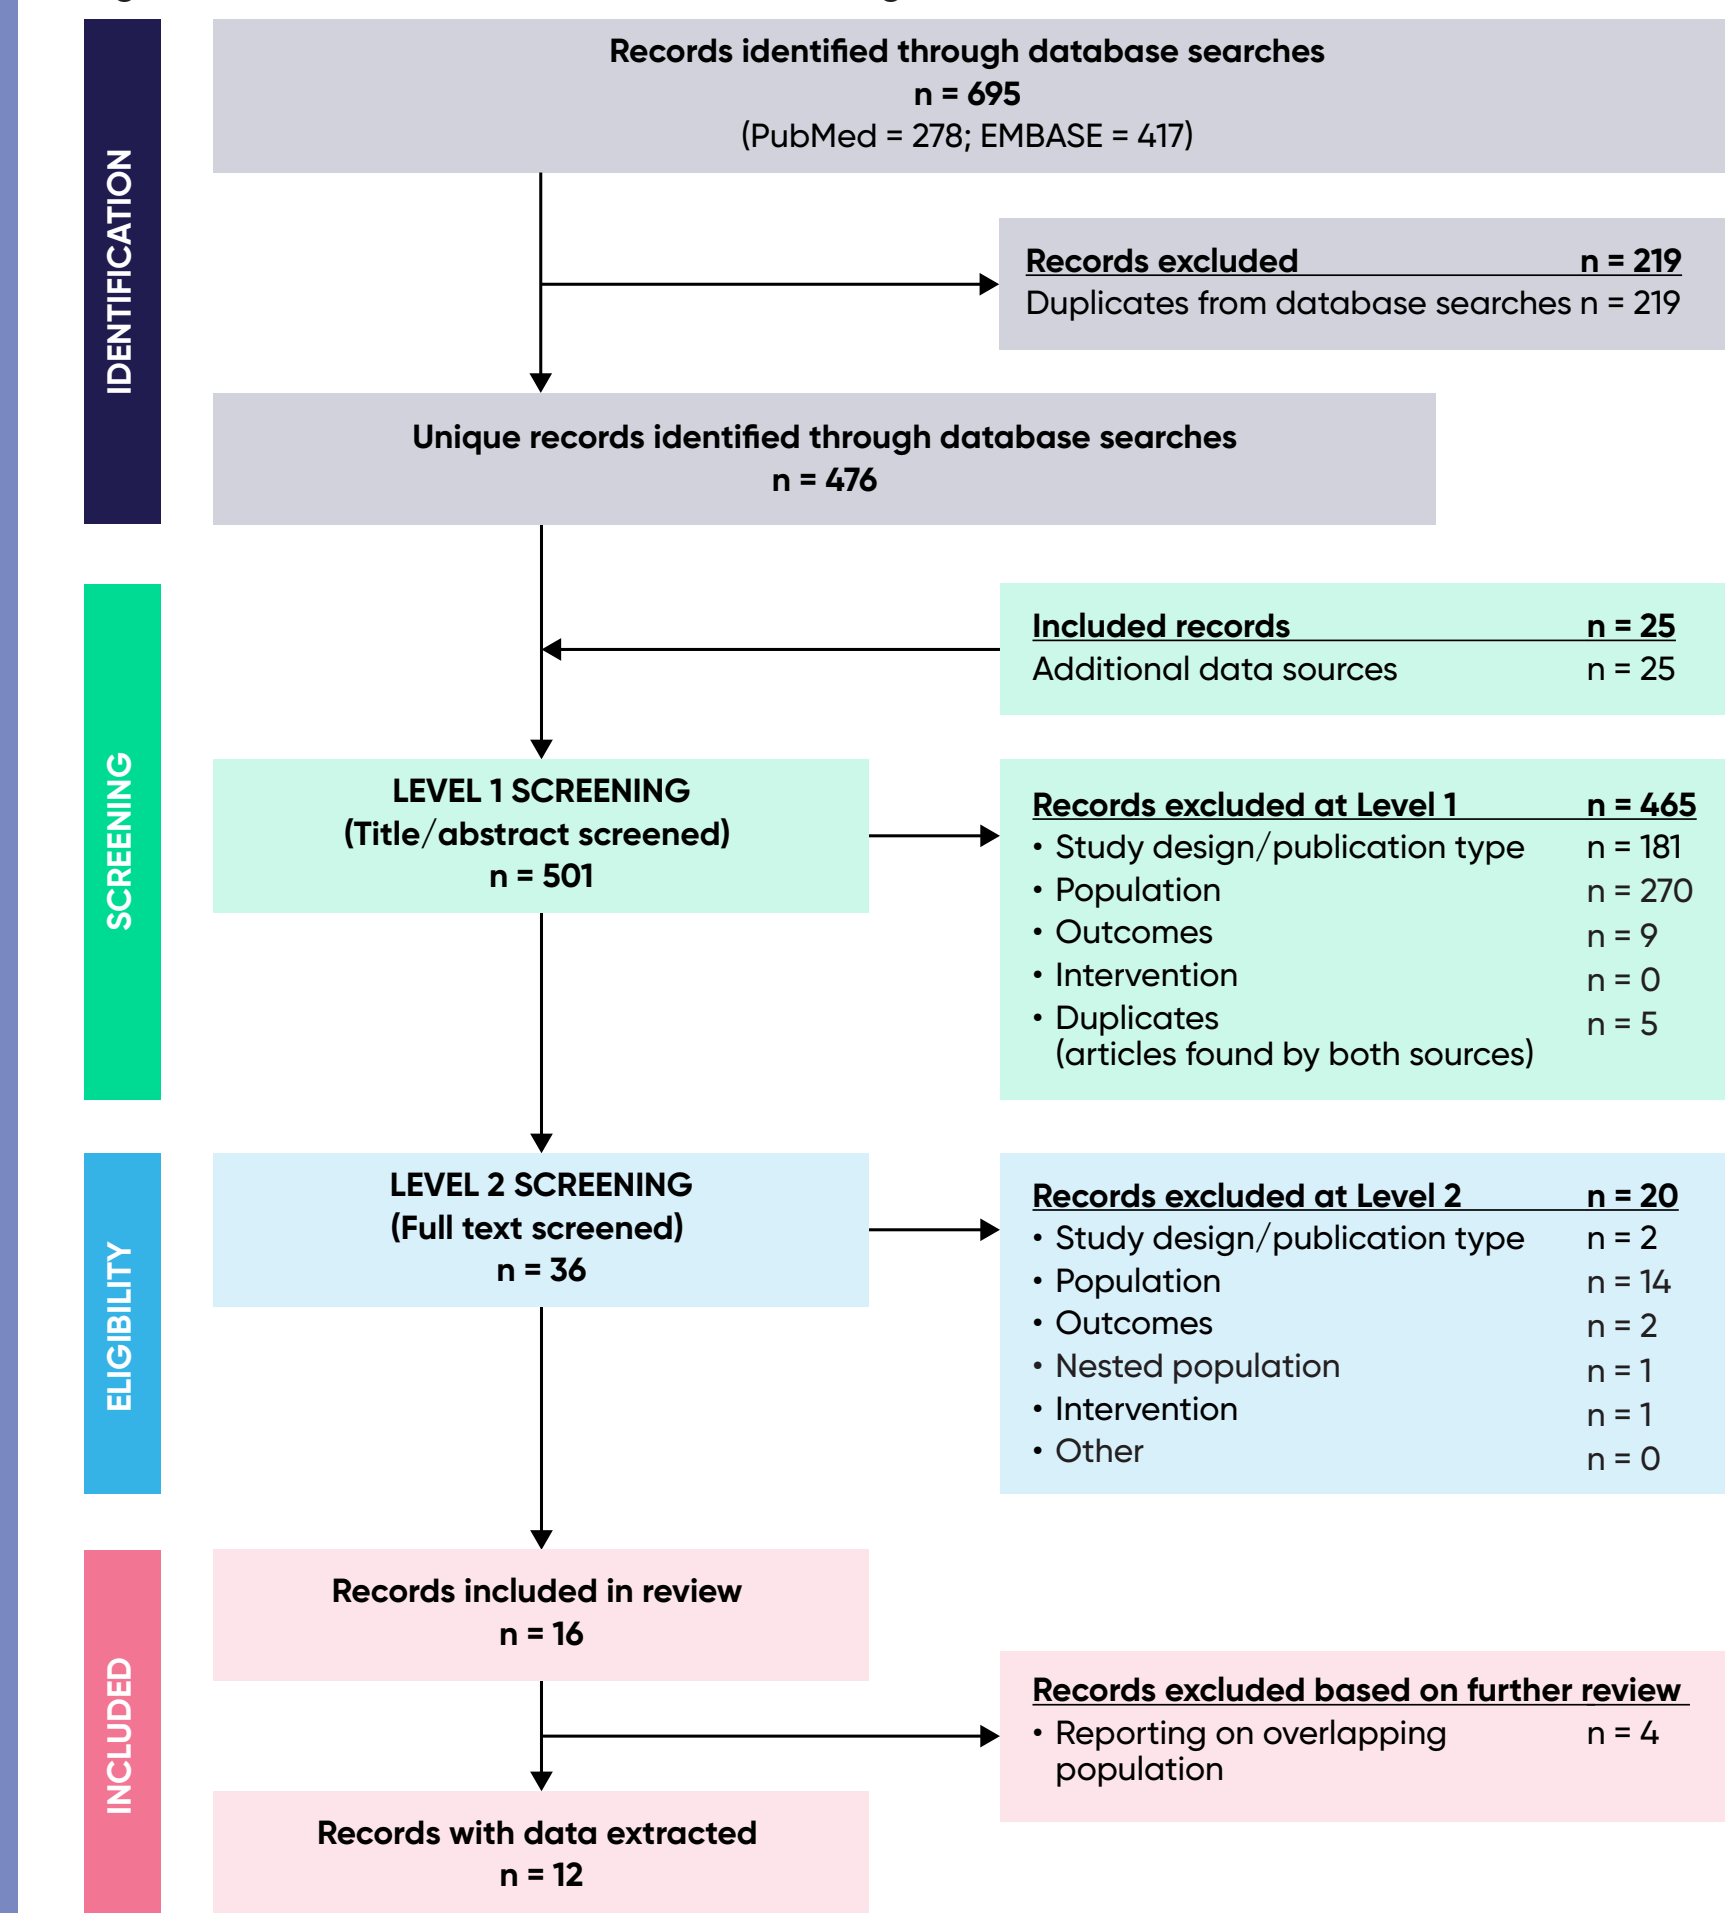 IDENTIFICATION
Records identified through database searches
n = 695
(PubMed = 278; EMBASE = 417)
Records excluded n = 219
Duplicates from database searches n = 219
Unique records identified through database searches
n = 476
SCREENING
Included records n = 25
Additional data sources n = 25
LEVEL 1 SCREENING
(Title/abstract screened)
n = 501
Records excluded at Level 1 n = 465
• Study design/publication type n = 181
• Population n = 270
• Outcomes n = 9
• Intervention n = 0
• Duplicates n = 5
(articles found by both sources)
ELIGIBILITY
LEVEL 2 SCREENING
(Full text screened)
n = 36
Records excluded at Level 2 n = 20
• Study design/publication type n = 2
• Population n = 14
• Outcomes n = 2
• Nested population n = 1
• Intervention n = 1
• Other n = 0
INCLUDED
Records included in review
n = 16
Records excluded based on further review
• Reporting on overlapping n = 4
population
Records with data extracted
n = 12